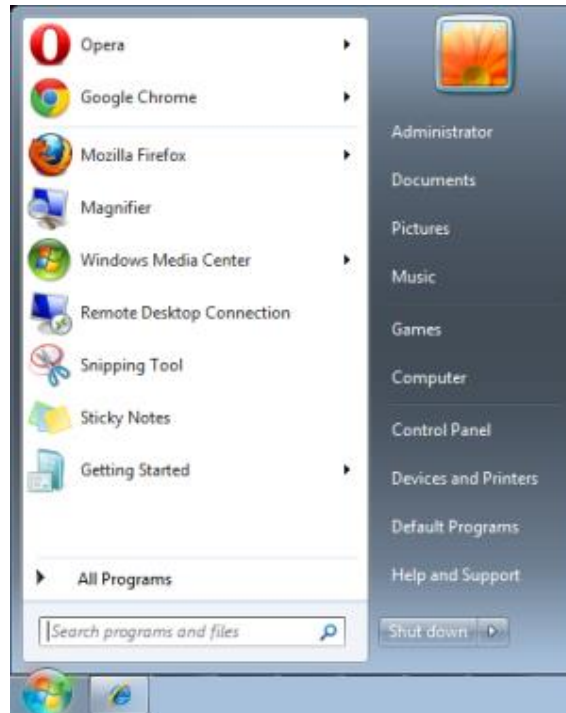 Opera
Google Chrome
Mozilla Firefox
Magnifier
Windows Media Center
Remote Desktop Connection
Snipping Tool
Sticky Notes
Getting Started
All Programs
Search programs and files
Administrator
Documents
Pictures
Music
Games
Computer
Control Panel
Devices and Printers
Default Programs
Help and Support
Shut down